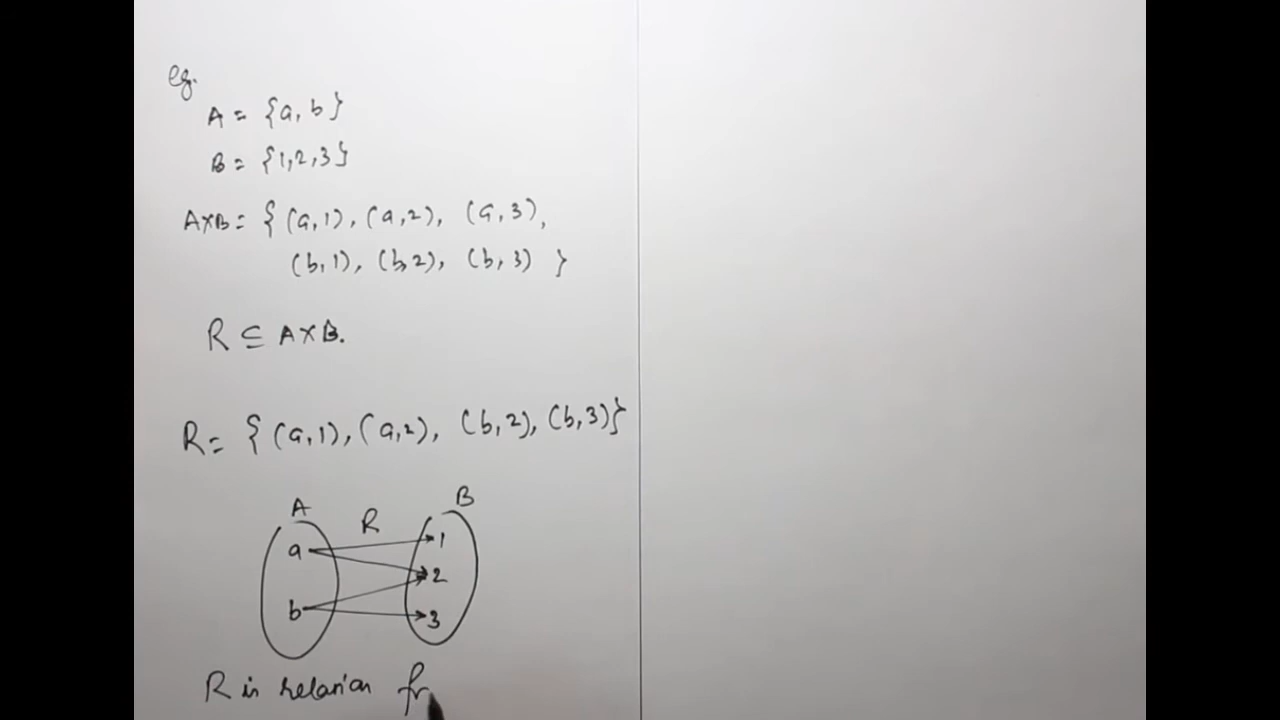 eg.
A = {a, b}
B = {1,2,3}
A×B = { (a,1), (a,2), (a,3),
(b,1), (b,2), (b,3) }
R ⊆ A×B.
R = { (a,1), (a,2), (b,2), (b,3)}
A R B
a 1
2
b 3
R is relation fr